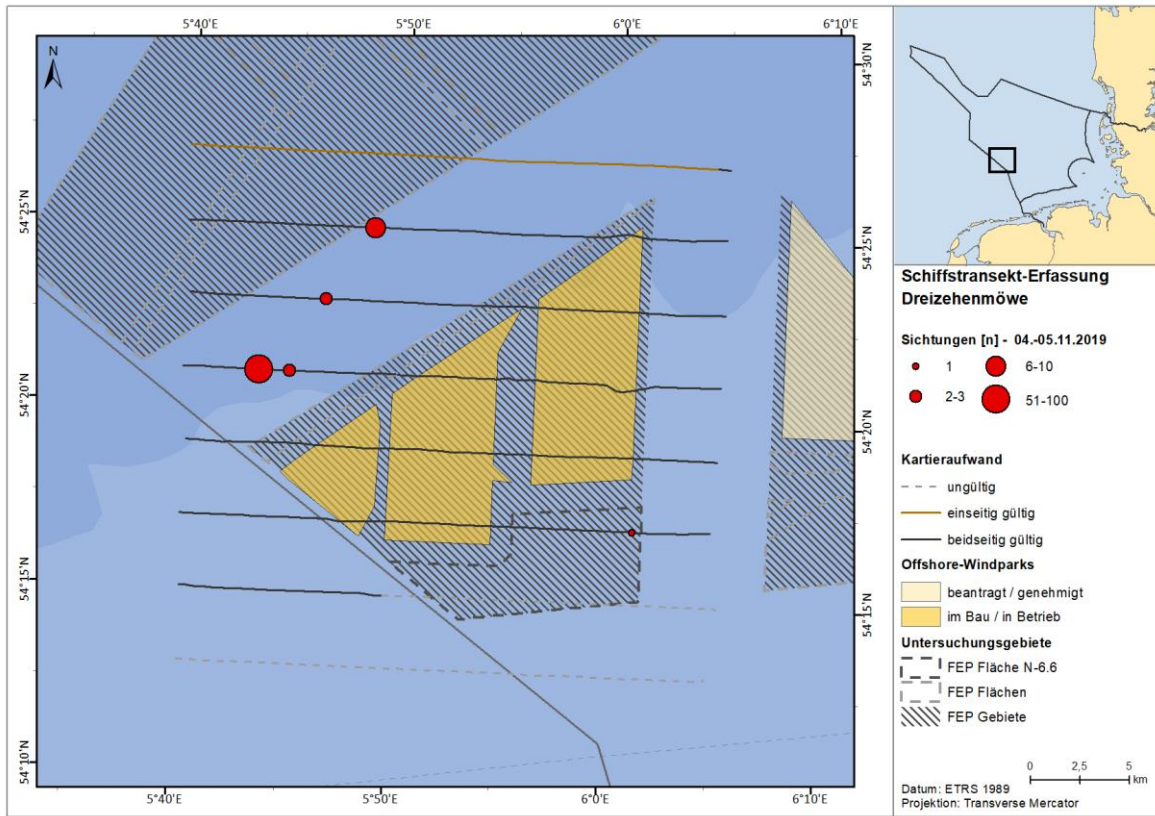 5°40'E
5°50'E
6°0'E
6°10'E
N
54°30'N
54°25'N
54°25'N
54°20'N
54°20'N
54°15'N
54°15'N
54°10'N
5°40'E
5°50'E
6°0'E
6°10'E
Schiffstransekt-Erfassung
Dreizehenmöwe
Sichtungen [n] - 04.-05.11.2019
1
6-10
2-3
51-100
Kartieraufwand
ungültig
einseitig gültig
beidseitig gültig
Offshore-Windparks
beantragt / genehmigt
im Bau / in Betrieb
Untersuchungsgebiete
FEP Fläche N-6.6
FEP Flächen
FEP Gebiete
0 2,5 5
km
Datum: ETRS 1989
Projektion: Transverse Mercator